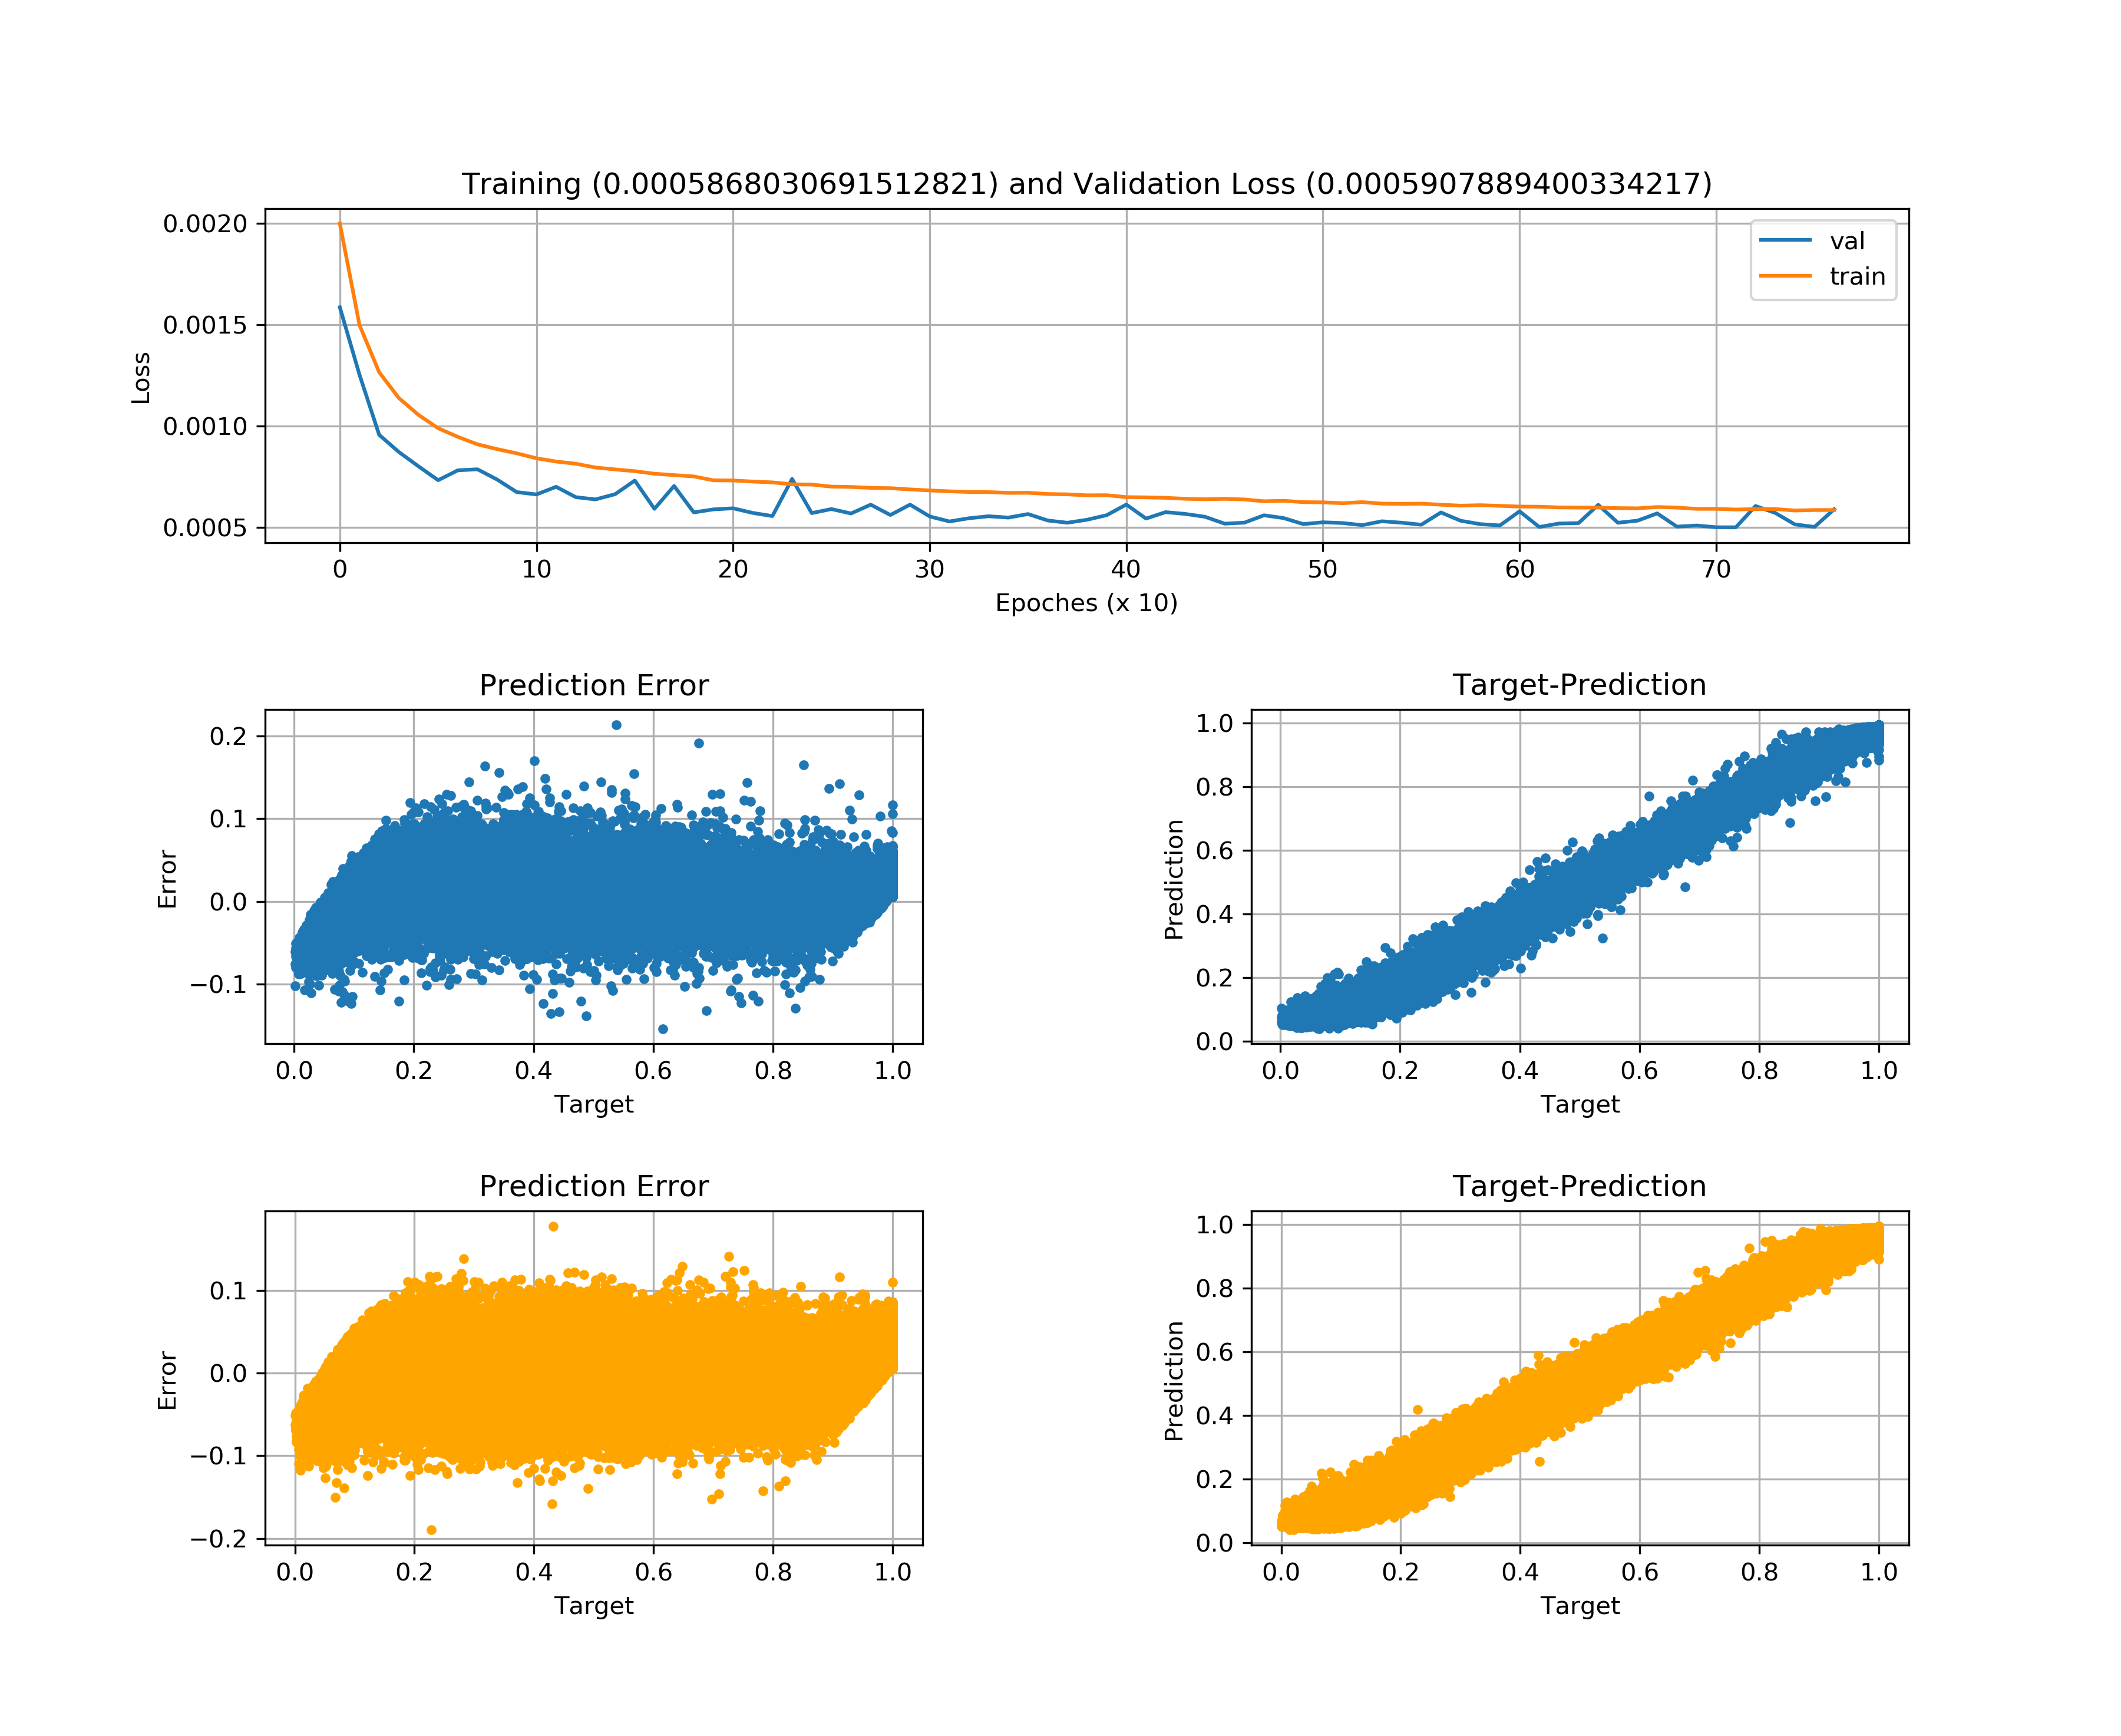 Training (0.0005868030691512821) and Validation Loss (0.0005907889400334217)
0.0020
0.0015
0.0010
0.0005
Loss
val
train
0 10 20 30 40 50 60 70
Epoches (x 10)
Prediction Error
0.2
0.1
0.0
−0.1
Error
0.0 0.2 0.4 0.6 0.8 1.0
Target
Target-Prediction
1.0
0.8
0.6
0.4
0.2
0.0
Prediction
0.0 0.2 0.4 0.6 0.8 1.0
Target
Prediction Error
0.1
0.0
−0.1
−0.2
Error
0.0 0.2 0.4 0.6 0.8 1.0
Target
Target-Prediction
1.0
0.8
0.6
0.4
0.2
0.0
Prediction
0.0 0.2 0.4 0.6 0.8 1.0
Target